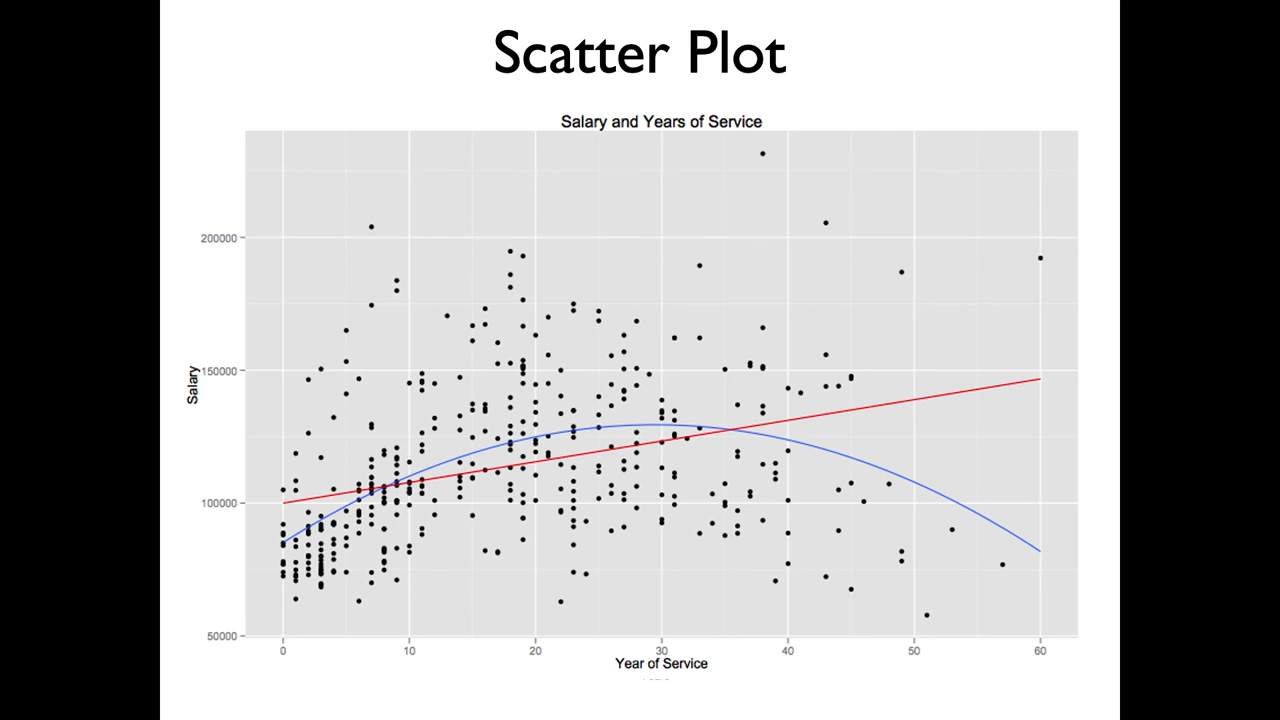 Scatter Plot
Salary and Years of Service
200000
150000
100000
50000
Salary
0 10 20 30 40 50 60
Year of Service